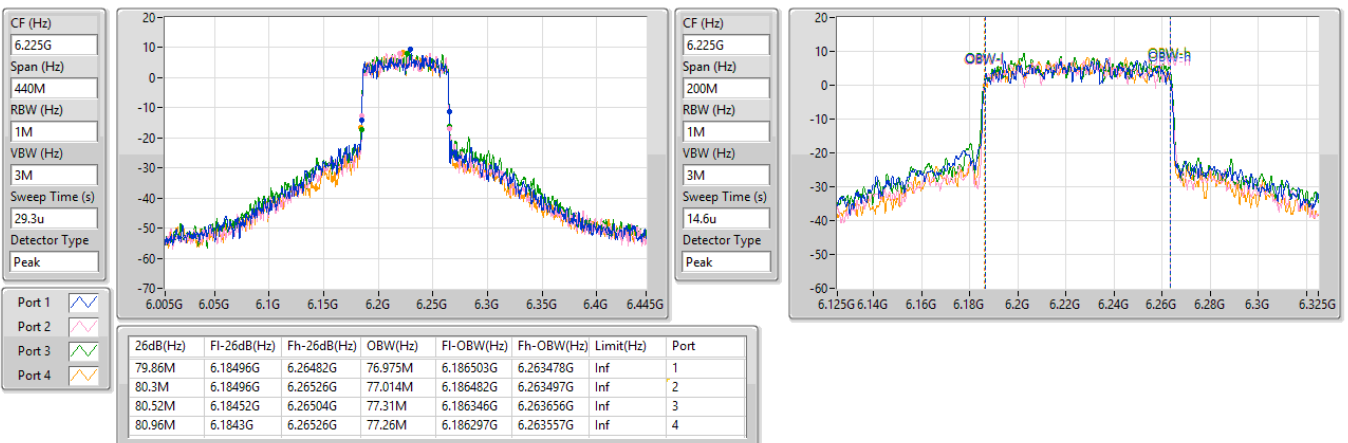 CF (Hz)
6.225G
Span (Hz)
440M
RBW (Hz)
1M
VBW (Hz)
3M
Sweep Time (s)
29.3u
Detector Type
Peak
20
10
0
-10
-20
-30
-40
-50
-60
-70
6.005G 6.05G 6.1G 6.15G 6.2G 6.25G 6.3G 6.35G 6.4G 6.445G
CF (Hz)
6.225G
Span (Hz)
200M
RBW (Hz)
1M
VBW (Hz)
3M
Sweep Time (s)
14.6u
Detector Type
Peak
20
10
0
-10
-20
-30
-40
-50
-60
OBW-l OBW-h
6.125G 6.14G 6.16G 6.18G 6.2G 6.22G 6.24G 6.26G 6.28G 6.3G 6.325G
Port 1
Port 2
Port 3
Port 4
26dB(Hz) Fl-26dB(Hz) Fh-26dB(Hz) OBW(Hz) Fl-OBW(Hz) Fh-OBW(Hz) Limit(Hz) Port
79.86M 6.18496G 6.26482G 76.975M 6.186503G 6.263478G Inf 1
80.3M 6.18496G 6.26526G 77.014M 6.186482G 6.263497G Inf 2
80.52M 6.18452G 6.26504G 77.31M 6.186346G 6.263656G Inf 3
80.96M 6.1843G 6.26526G 77.26M 6.186297G 6.263557G Inf 4